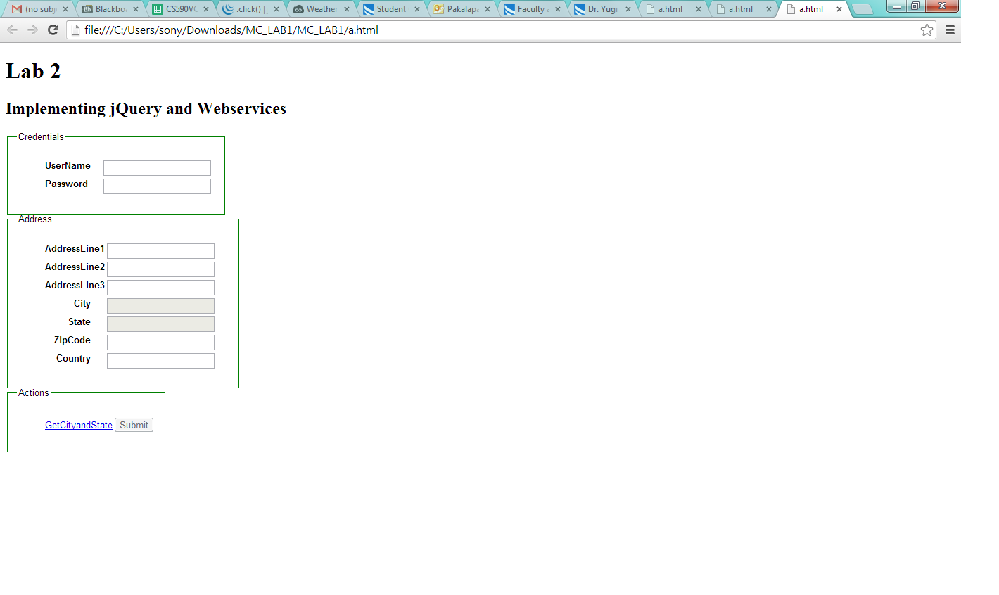 (no subj Blackboa CS590VC .click() | Weather Student Pakalapa Faculty a Dr. Yugi a.html a.html a.html
file:///C:/Users/sony/Downloads/MC_LAB1/MC_LAB1/a.html
Lab 2
Implementing jQuery and Webservices
Credentials
UserName
Password
Address
AddressLine1
AddressLine2
AddressLine3
City
State
ZipCode
Country
Actions
GetCityandState Submit